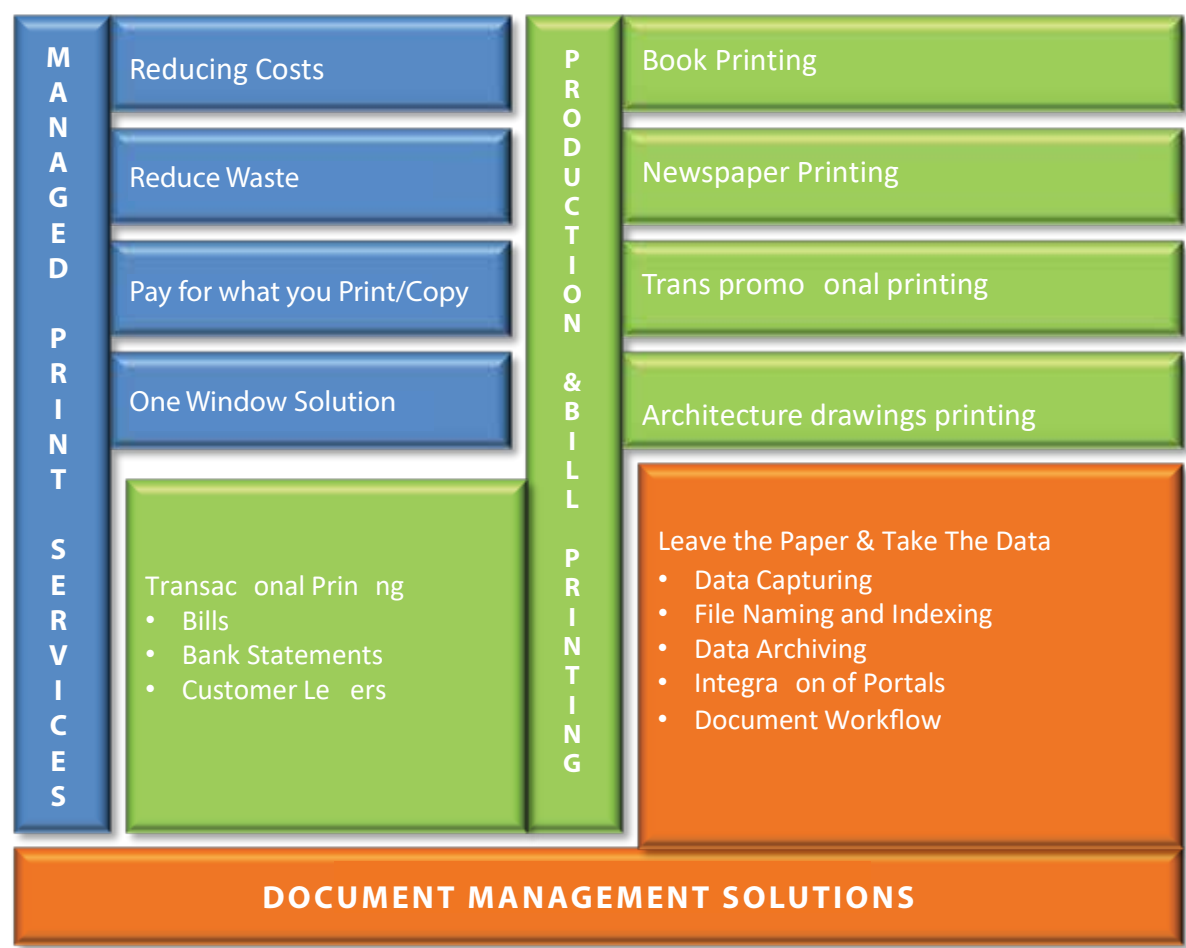 MANAGED PRINT SERVICES
Reducing Costs
Reduce Waste
Pay for what you Print/Copy
One Window Solution
PRODUCTION &BILL PRINTING
Book Printing
Newspaper Printing
Trans promo onal printing
Architecture drawings printing
Transac onal Prin ng
• Bills
• Bank Statements
• Customer Le ers
Leave the Paper & Take The Data
• Data Capturing
• File Naming and Indexing
• Data Archiving
• Integra on of Portals
• Document Workflow
DOCUMENT MANAGEMENT SOLUTIONS